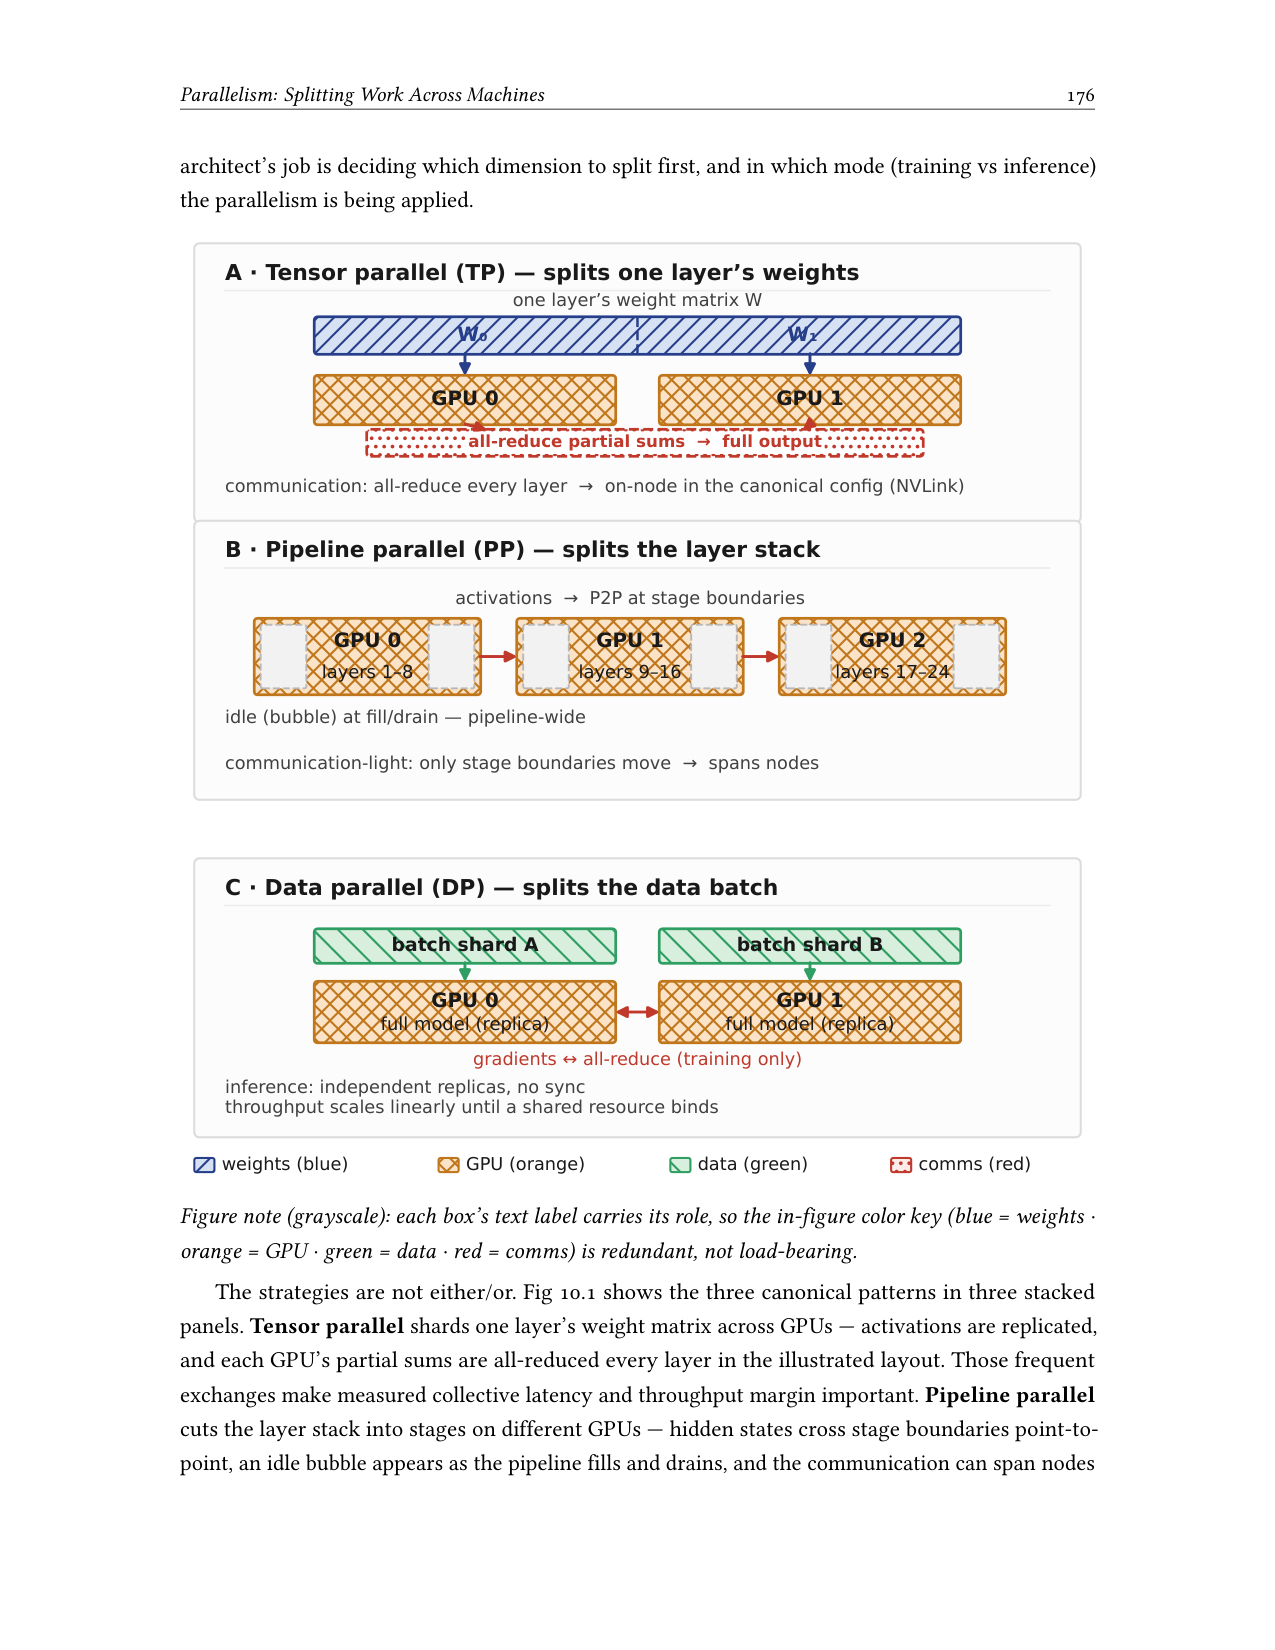 Parallelism: Splitting Work Across Machines 176
architect’s job is deciding which dimension to split first, and in which mode (training vs inference)
the parallelism is being applied.
A · Tensor parallel (TP) — splits one layer’s weights
one layer’s weight matrix W
W₀ W₁
GPU 0 GPU 1
all-reduce partial sums → full output
communication: all-reduce every layer → on-node in the canonical config (NVLink)
B · Pipeline parallel (PP) — splits the layer stack
activations → P2P at stage boundaries
GPU 0 GPU 1 GPU 2
layers 1–8 layers 9–16 layers 17–24
idle (bubble) at fill/drain — pipeline-wide
communication-light: only stage boundaries move → spans nodes
C · Data parallel (DP) — splits the data batch
batch shard A batch shard B
GPU 0 GPU 1
full model (replica) full model (replica)
gradients ↔ all-reduce (training only)
inference: independent replicas, no sync
throughput scales linearly until a shared resource binds
weights (blue) GPU (orange) data (green) comms (red)
Figure note (grayscale): each box’s text label carries its role, so the in-figure color key (blue = weights ·
orange = GPU · green = data · red = comms) is redundant, not load-bearing.
The strategies are not either/or. Fig 10.1 shows the three canonical patterns in three stacked
panels. Tensor parallel shards one layer’s weight matrix across GPUs — activations are replicated,
and each GPU’s partial sums are all-reduced every layer in the illustrated layout. Those frequent
exchanges make measured collective latency and throughput margin important. Pipeline parallel
cuts the layer stack into stages on different GPUs — hidden states cross stage boundaries point-to-
point, an idle bubble appears as the pipeline fills and drains, and the communication can span nodes